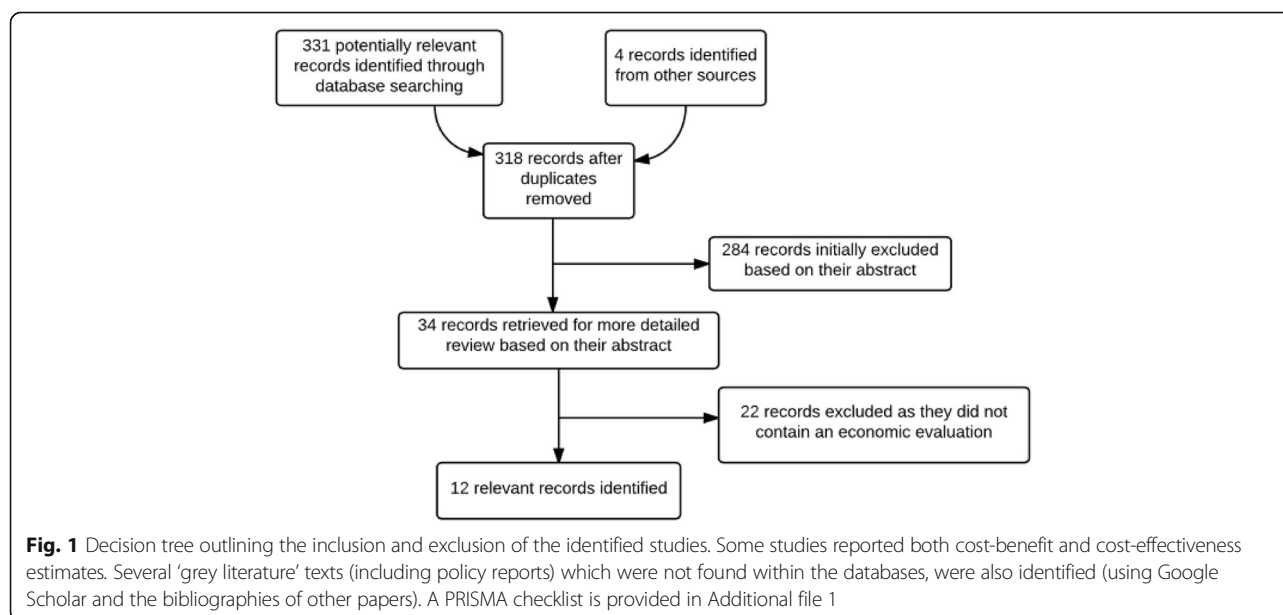 331 potentially relevant
records identified through
database searching
4 records identified
from other sources
318 records after
duplicates
removed
284 records initially excluded
based on their abstract
34 records retrieved for more detailed
review based on their abstract
22 records excluded as they did not
contain an economic evaluation
12 relevant records identified
Fig. 1 Decision tree outlining the inclusion and exclusion of the identified studies. Some studies reported both cost-benefit and cost-effectiveness
estimates. Several ‘grey literature’ texts (including policy reports) which were not found within the databases, were also identified (using Google
Scholar and the bibliographies of other papers). A PRISMA checklist is provided in Additional file 1